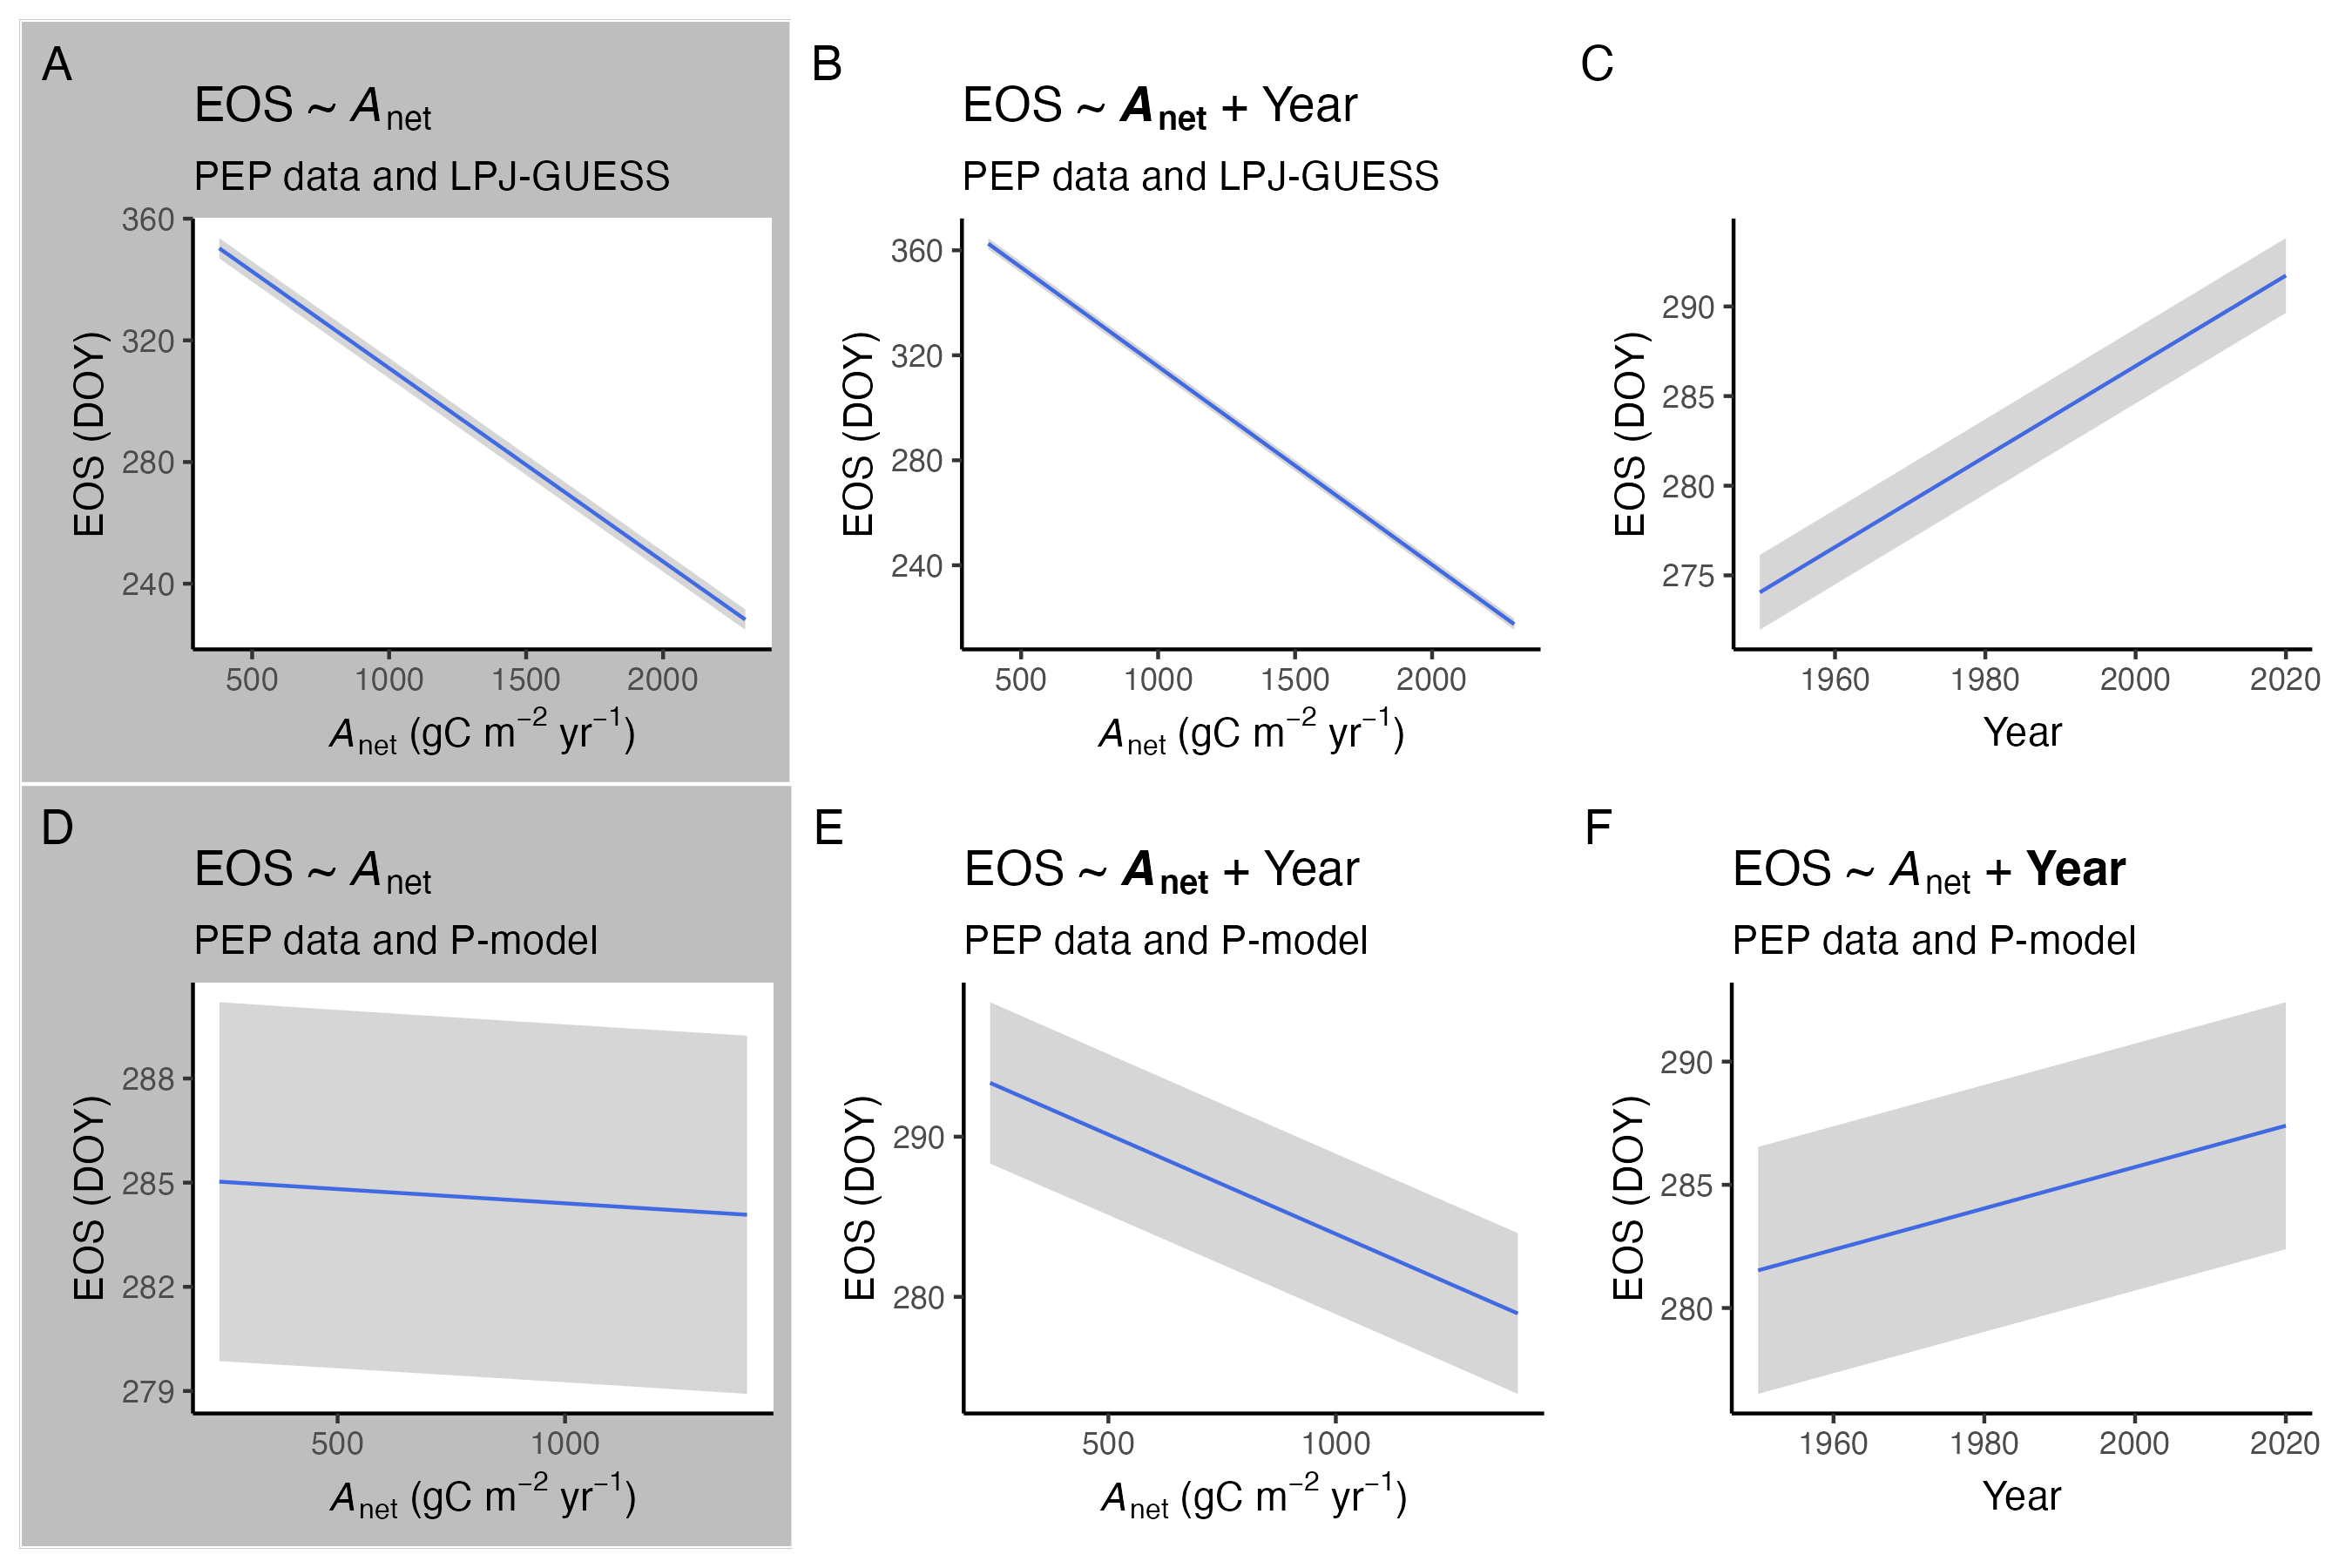 A
EOS ~ Anet
PEP data and LPJ-GUESS
360
320
280
240
EOS (DOY)
500 1000 1500 2000
Anet (gC m−2 yr−1)
B
EOS ~ Anet + Year
PEP data and LPJ-GUESS
360
320
280
240
EOS (DOY)
500 1000 1500 2000
Anet (gC m−2 yr−1)
C
290
285
280
275
EOS (DOY)
1960 1980 2000 2020
Year
D
EOS ~ Anet
PEP data and P-model
288
285
282
279
EOS (DOY)
500 1000
Anet (gC m−2 yr−1)
E
EOS ~ Anet + Year
PEP data and P-model
290
280
EOS (DOY)
500 1000
Anet (gC m−2 yr−1)
F
EOS ~ Anet + Year
PEP data and P-model
290
285
280
EOS (DOY)
1960 1980 2000 2020
Year